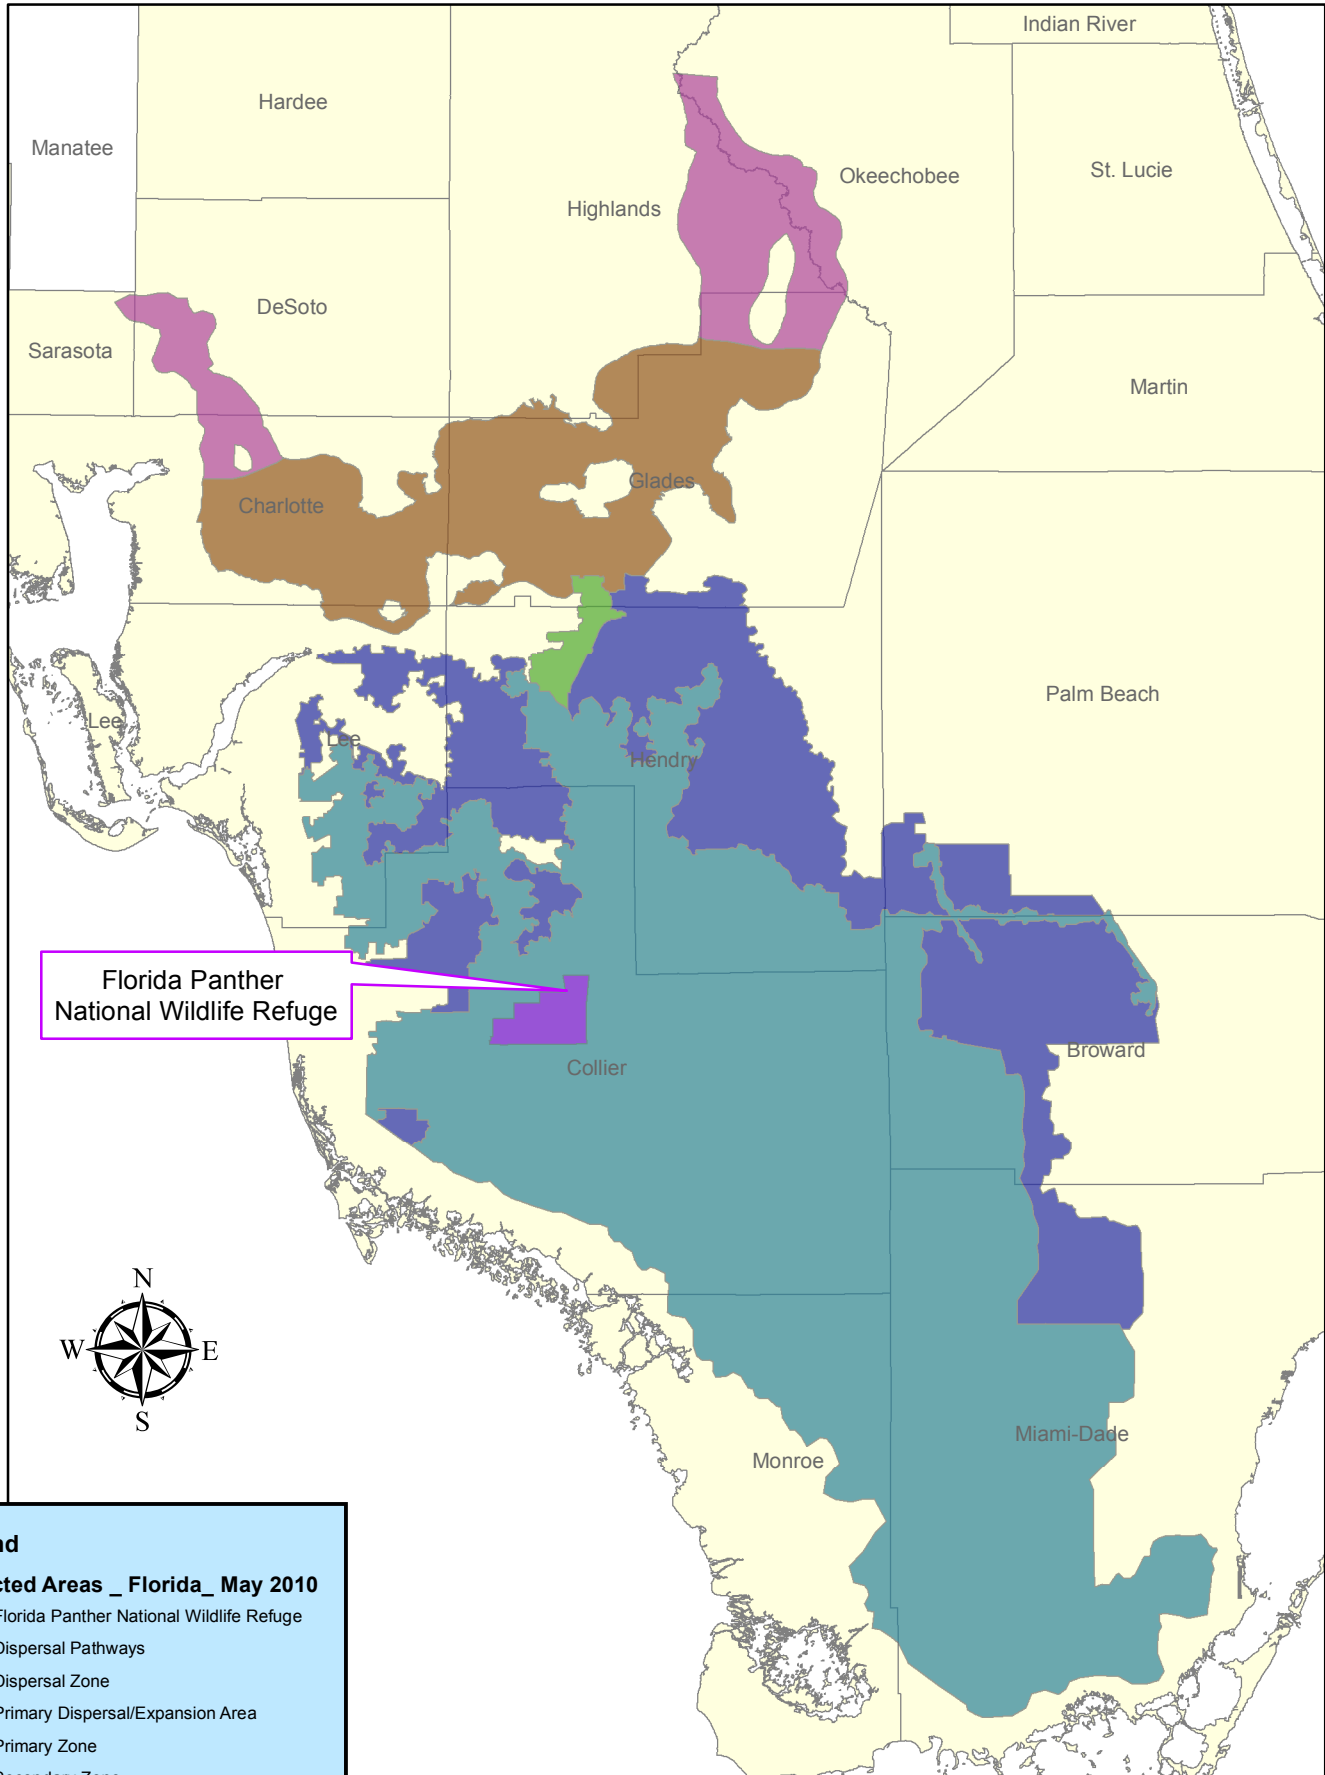 Indian River
Hardee
Manatee
Okeechobee
St. Lucie
Highlands
DeSoto
Sarasota
Martin
Glades
Charlotte
Palm Beach
Lee
Lee
Hendry
Florida Panther
National Wildlife Refuge
Broward
Collier
N
W
E
S
Miami-Dade
Monroe
cted Areas _ Florida_ May 2010
Florida Panther National Wildlife Refuge
Dispersal Pathways
Dispersal Zone
Primary Dispersal/Expansion Area
Primary Zone